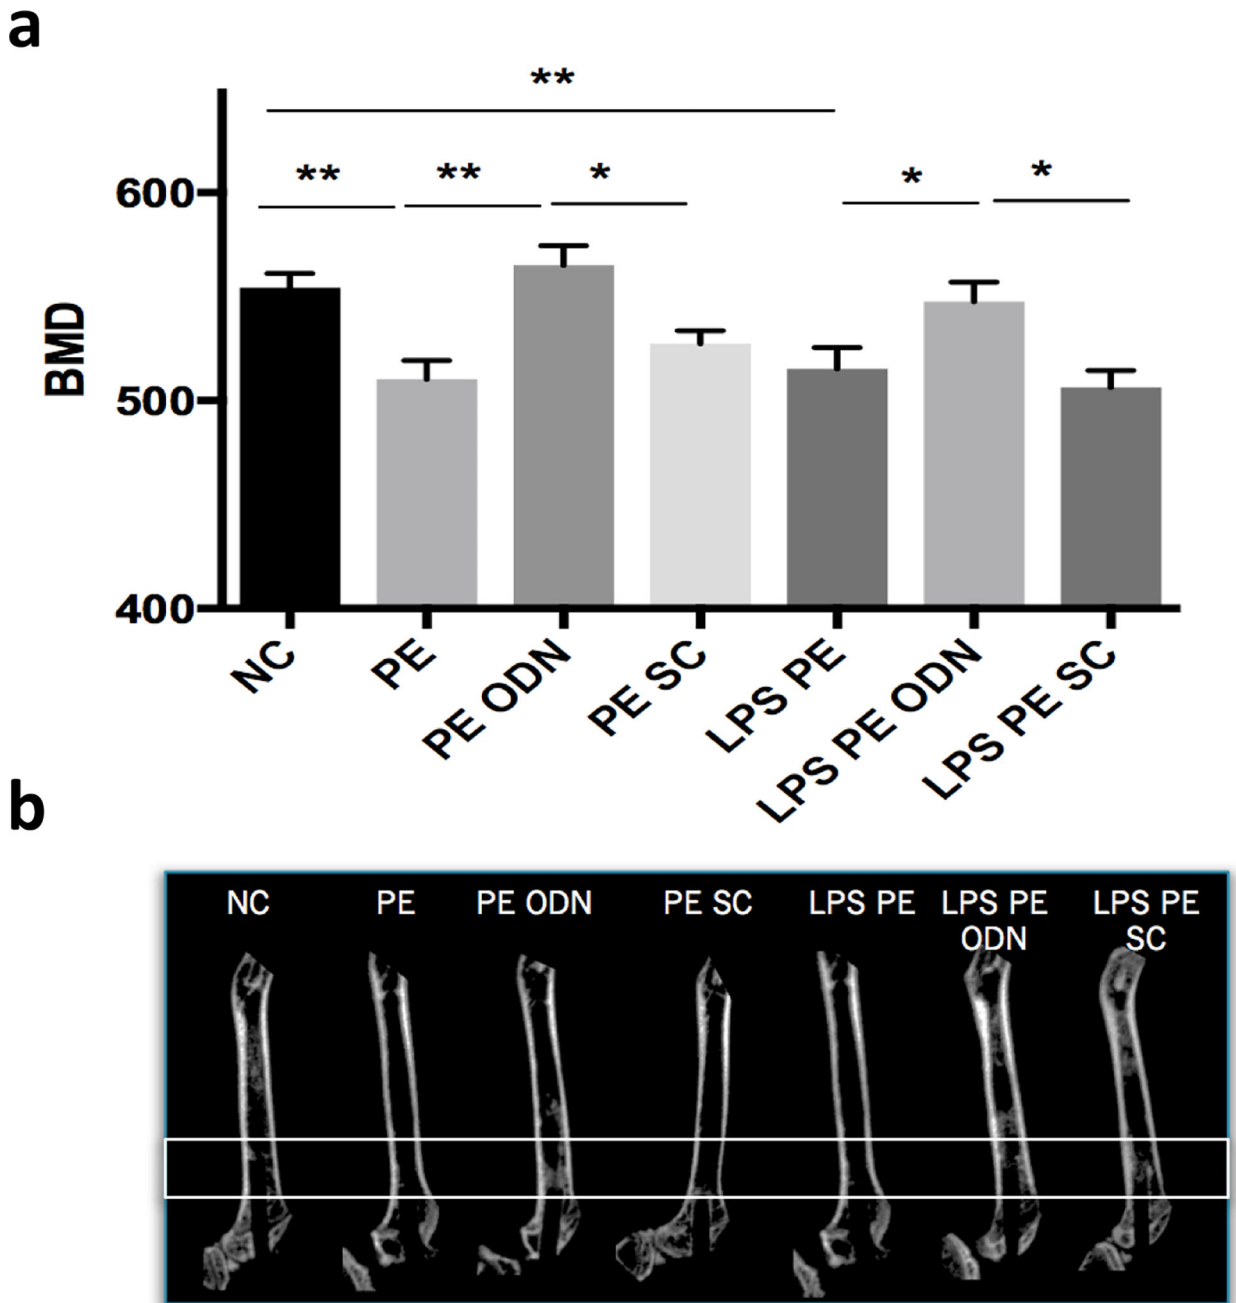 a
**
** ** * * *
600
500
400
BMD
NC PE PE ODN PE SC LPS PE LPS PE ODN LPS PE SC
b
NC PE PE ODN PE SC LPS PE LPS PE LPS PE
ODN SC